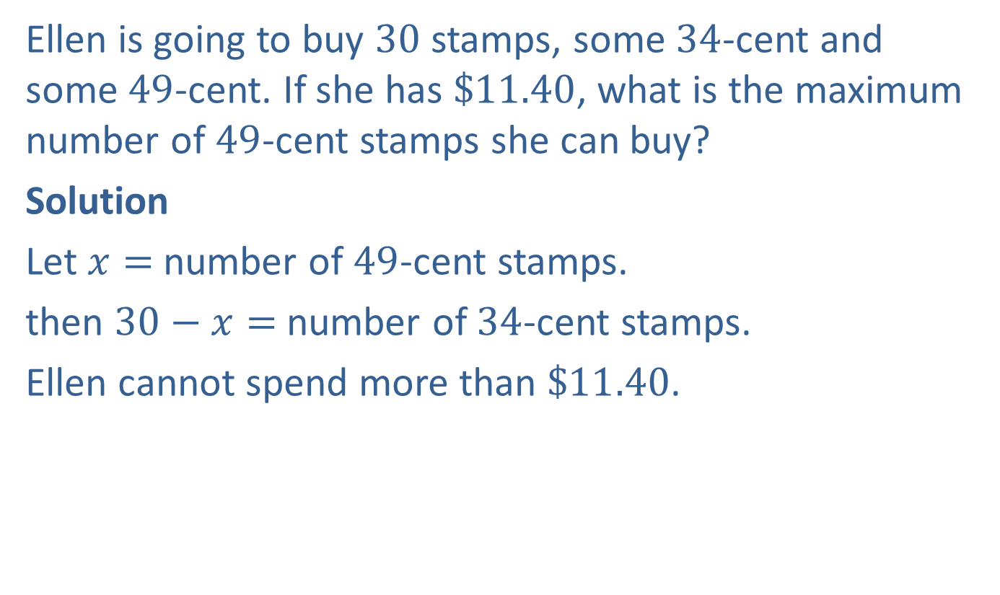 Ellen is going to buy 30 stamps, some 34-cent and
some 49-cent. If she has $11.40, what is the maximum
number of 49-cent stamps she can buy?
Solution
Let x = number of 49-cent stamps.
then 30 − x = number of 34-cent stamps.
Ellen cannot spend more than $11.40.